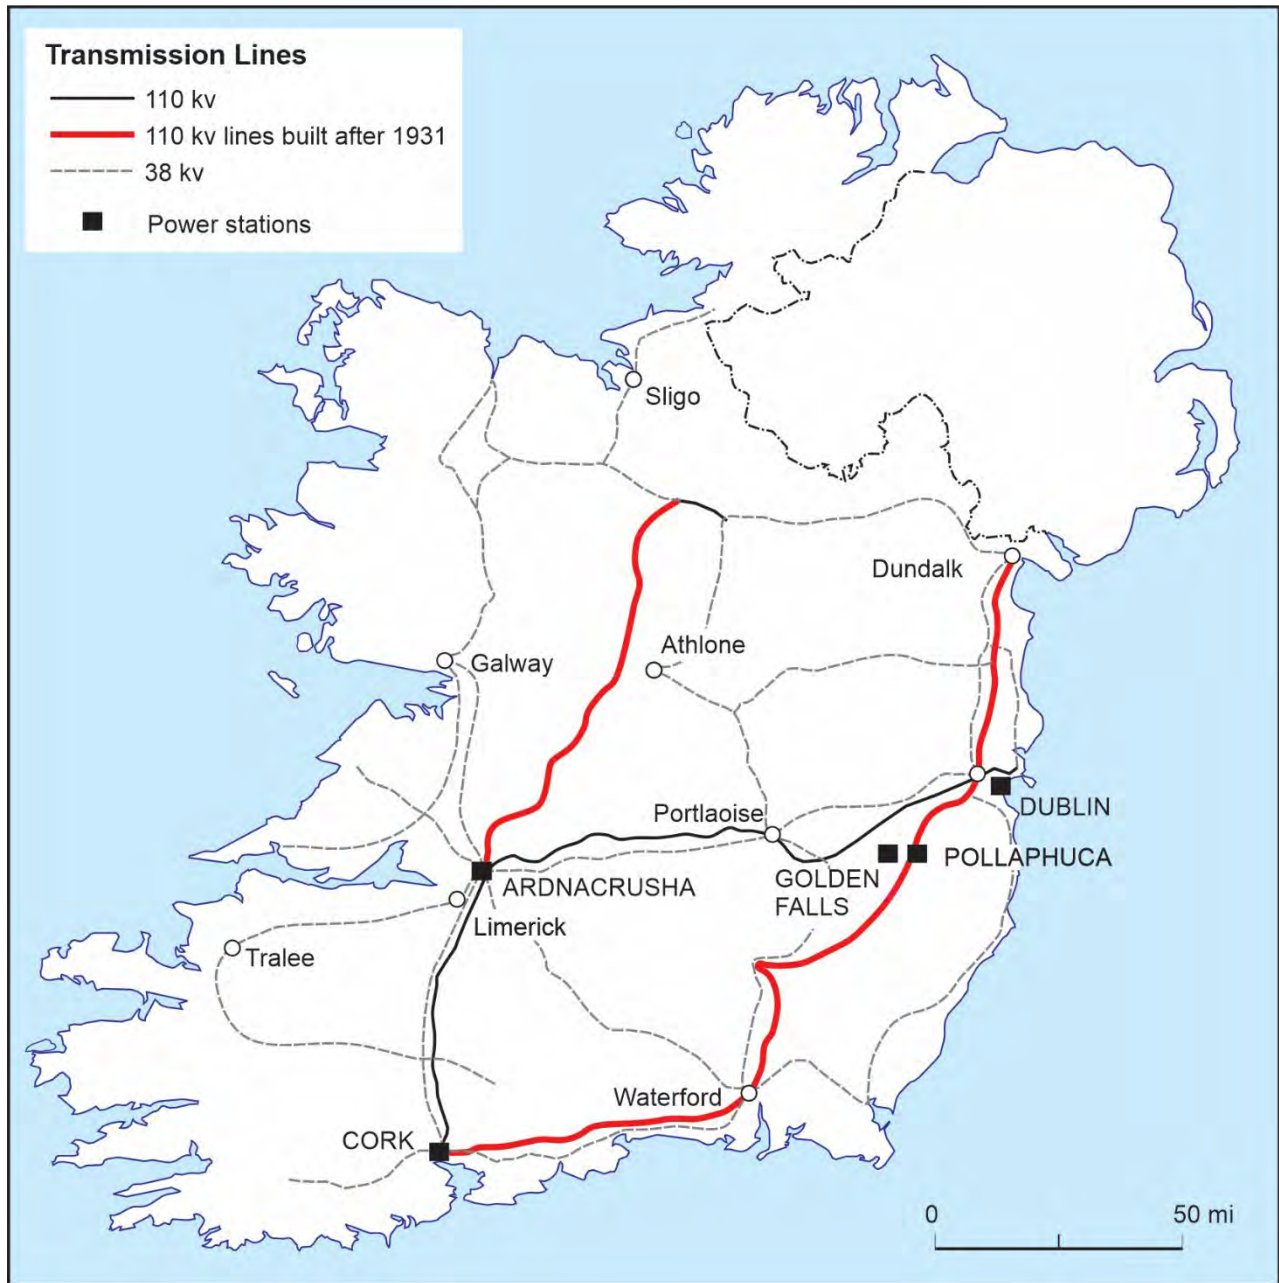 Transmission Lines
110 kv
110 kv lines built after 1931
38 kv
Power stations
Sligo
Dundalk
Athlone
Galway
Portlaoise
DUBLIN
POLLAPHUCA
GOLDEN
FALLS
ARDNACRUSHA
Limerick
Tralee
Waterford
CORK
0
50 mi